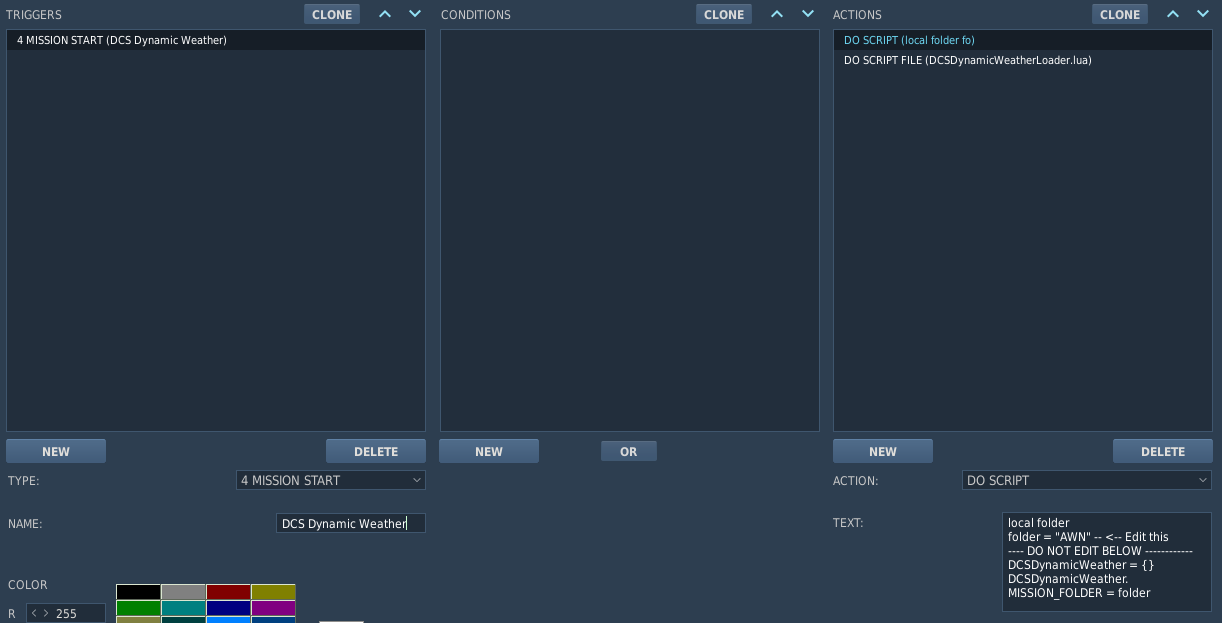 TRIGGERS CLONE CONDITIONS CLONE ACTIONS CLONE
4 MISSION START (DCS Dynamic Weather)
DO SCRIPT (local folder fo)
DO SCRIPT FILE (DCSDynamicWeatherLoader.lua)
NEW DELETE NEW OR NEW DELETE
TYPE: 4 MISSION START
ACTION: DO SCRIPT
NAME: DCS Dynamic Weather
TEXT:
local folder
folder = "AWN" -- <-- Edit this
---- DO NOT EDIT BELOW ------------
DCSDynamicWeather = {}
DCSDynamicWeather.
MISSION_FOLDER = folder
COLOR
R < > 255